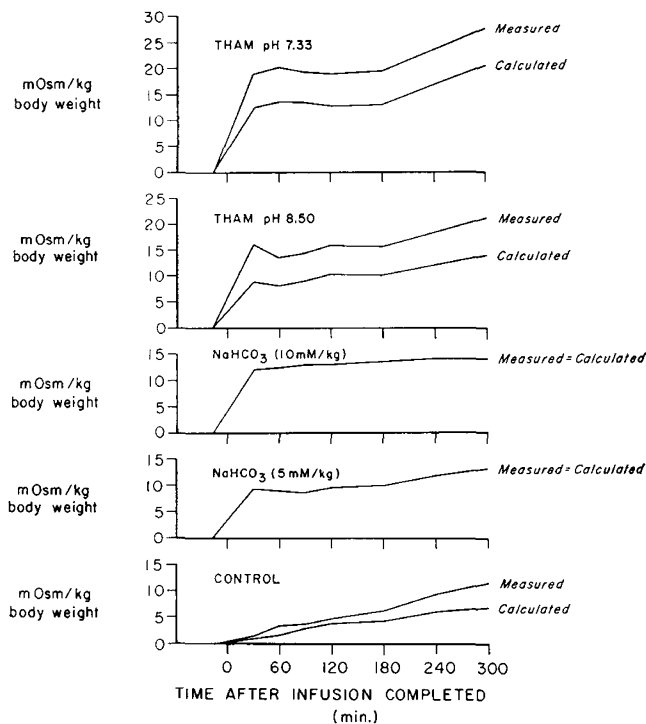 30
25
20
15
10
5
0
mOsm/kg
body weight
THAM pH 7.33
Measured
Calculated
25
20
15
10
5
0
mOsm/kg
body weight
THAM pH 8.50
Measured
Calculated
15
10
5
0
mOsm/kg
body weight
NaHCO3 (10mM/kg)
Measured = Calculated
15
10
5
0
mOsm/kg
body weight
NaHCO3 (5mM/kg)
Measured = Calculated
15
10
5
0
mOsm/kg
body weight
CONTROL
Measured
Calculated
0 60 120 180 240 300
TIME AFTER INFUSION COMPLETED
(min.)